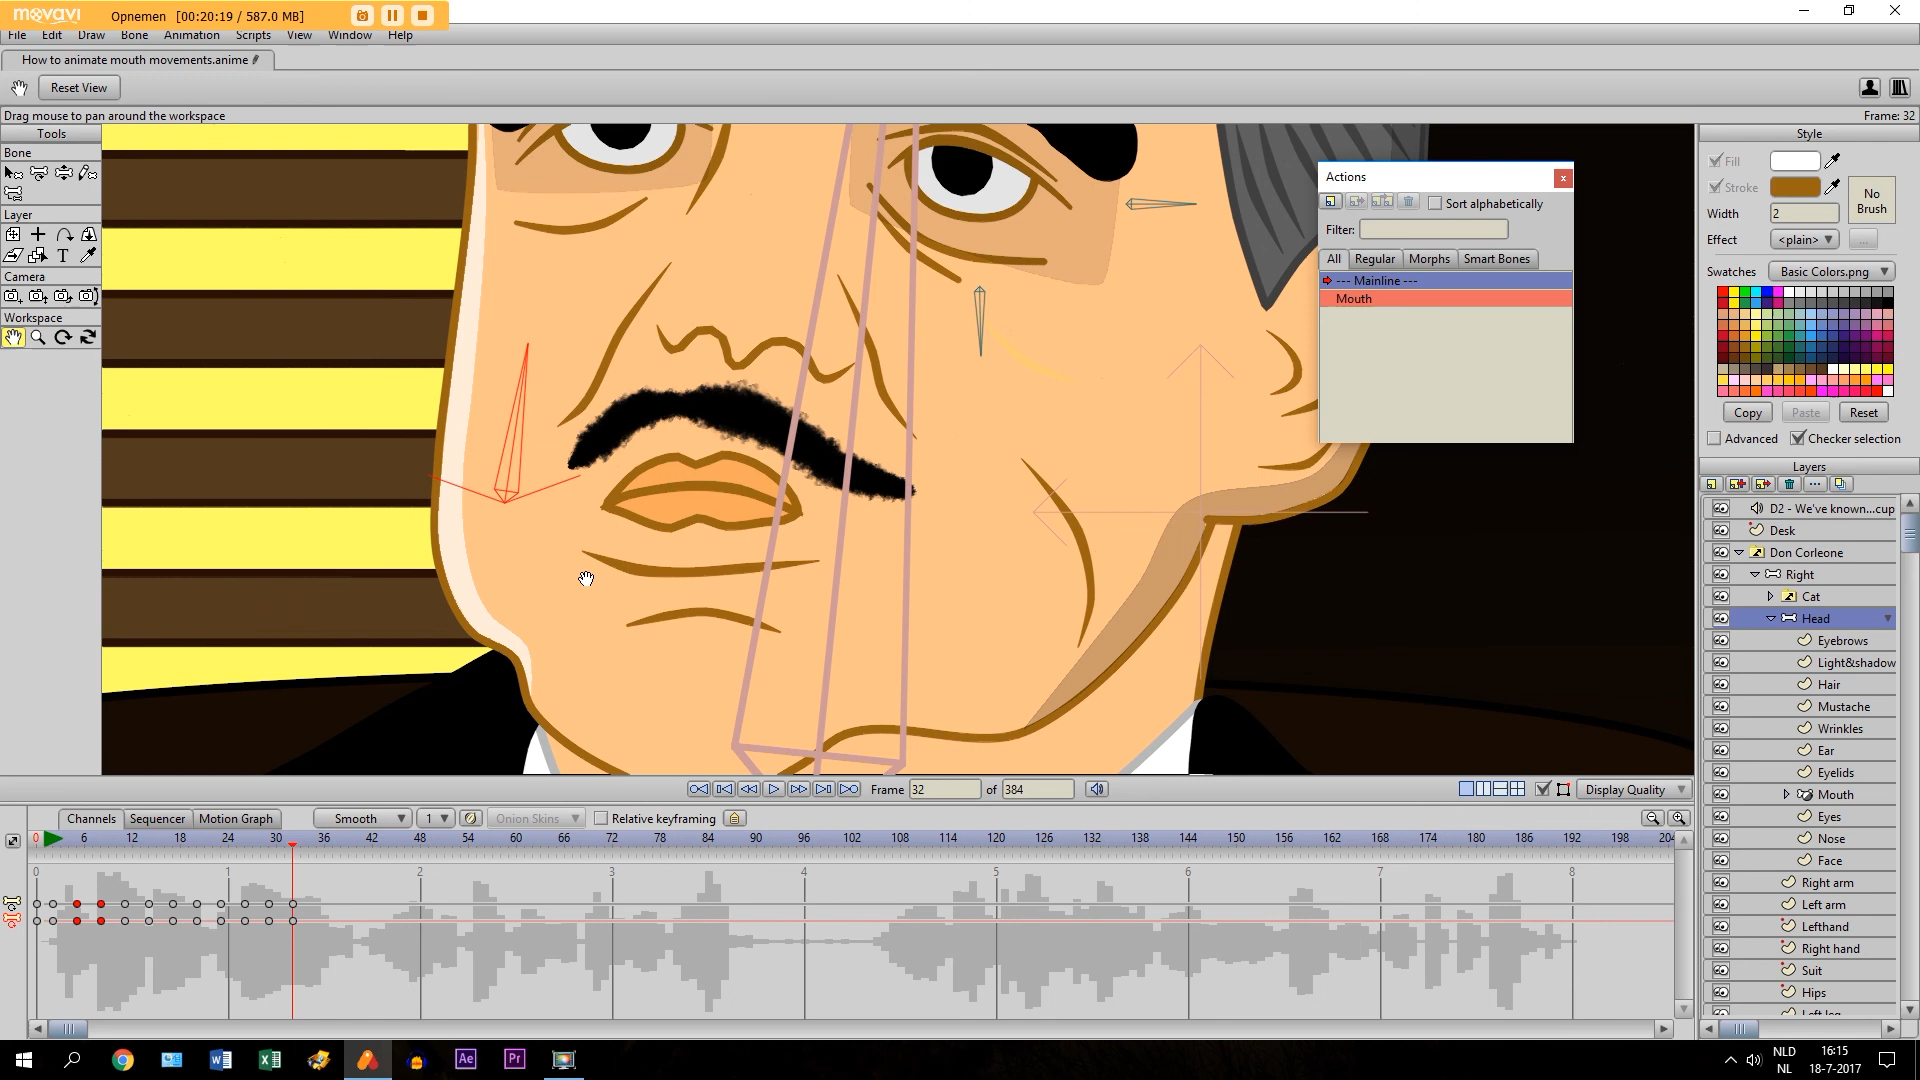 movavi Opnemen [00:20:19 / 587.0 MB]
File Edit Draw Bone Animation Scripts View Window Help
How to animate mouth movements.anime
Reset View
Drag mouse to pan around the workspace
Frame: 32
Tools
Bone
Layer
T
Camera
Workspace
Actions
x
Sort alphabetically
Filter:
All Regular Morphs Smart Bones
--- Mainline ---
Mouth
Style
Fill
Stroke
No Brush
Width 2
Effect <plain> ...
Swatches Basic Colors.png
Copy Paste Reset
Advanced Checker selection
Layers
D2 - We've known...cup
Desk
Don Corleone
Right
Cat
Head
Eyebrows
Light&shadow
Hair
Mustache
Wrinkles
Ear
Eyelids
Mouth
Eyes
Nose
Face
Right arm
Left arm
Lefthand
Right hand
Suit
Hips
Left leg
Frame 32 of 384
Display Quality
Channels Sequencer Motion Graph Smooth 1 Onion Skins Relative keyframing
0 6 12 18 24 30 36 42 48 54 60 66 72 78 84 90 96 102 108 114 120 126 132 138 144 150 156 162 168 174 180 186 192 198 204
0 1 2 3 4 5 6 7 8
Ae Pr
NLD
NL
16:15
18-7-2017